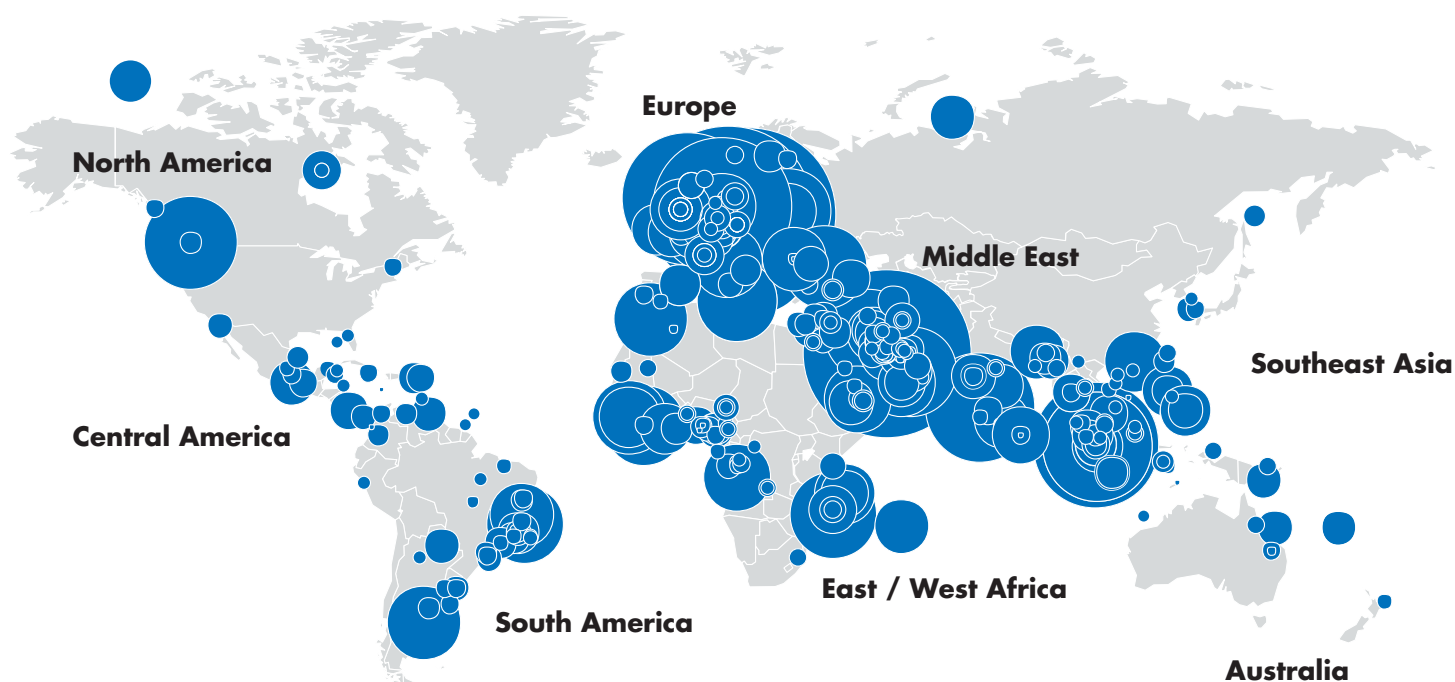 Europe
North America
Middle East
Southeast Asia
Central America
East / West Africa
South America
Australia